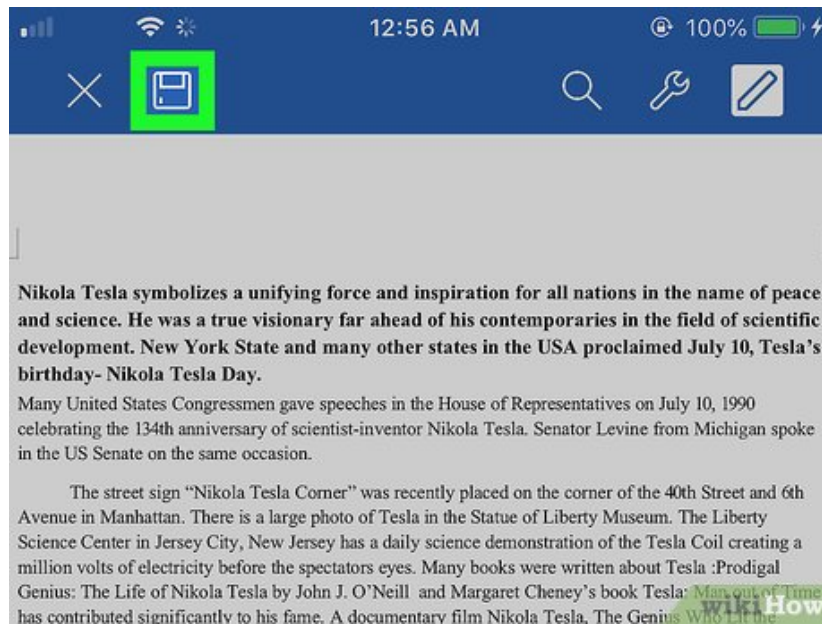 12:56 AM
100%
Nikola Tesla symbolizes a unifying force and inspiration for all nations in the name of peace
and science. He was a true visionary far ahead of his contemporaries in the field of scientific
development. New York State and many other states in the USA proclaimed July 10, Tesla's
birthday- Nikola Tesla Day.
Many United States Congressmen gave speeches in the House of Representatives on July 10, 1990
celebrating the 134th anniversary of scientist-inventor Nikola Tesla. Senator Levine from Michigan spoke
in the US Senate on the same occasion.
The street sign “Nikola Tesla Corner” was recently placed on the corner of the 40th Street and 6th
Avenue in Manhattan. There is a large photo of Tesla in the Statue of Liberty Museum. The Liberty
Science Center in Jersey City, New Jersey has a daily science demonstration of the Tesla Coil creating a
million volts of electricity before the spectators eyes. Many books were written about Tesla :Prodigal
Genius: The Life of Nikola Tesla by John J. O’Neill and Margaret Cheney’s book Tesla: Man out of Time
has contributed significantly to his fame. A documentary film Nikola Tesla, The Genius Who Lit the
wikiHow